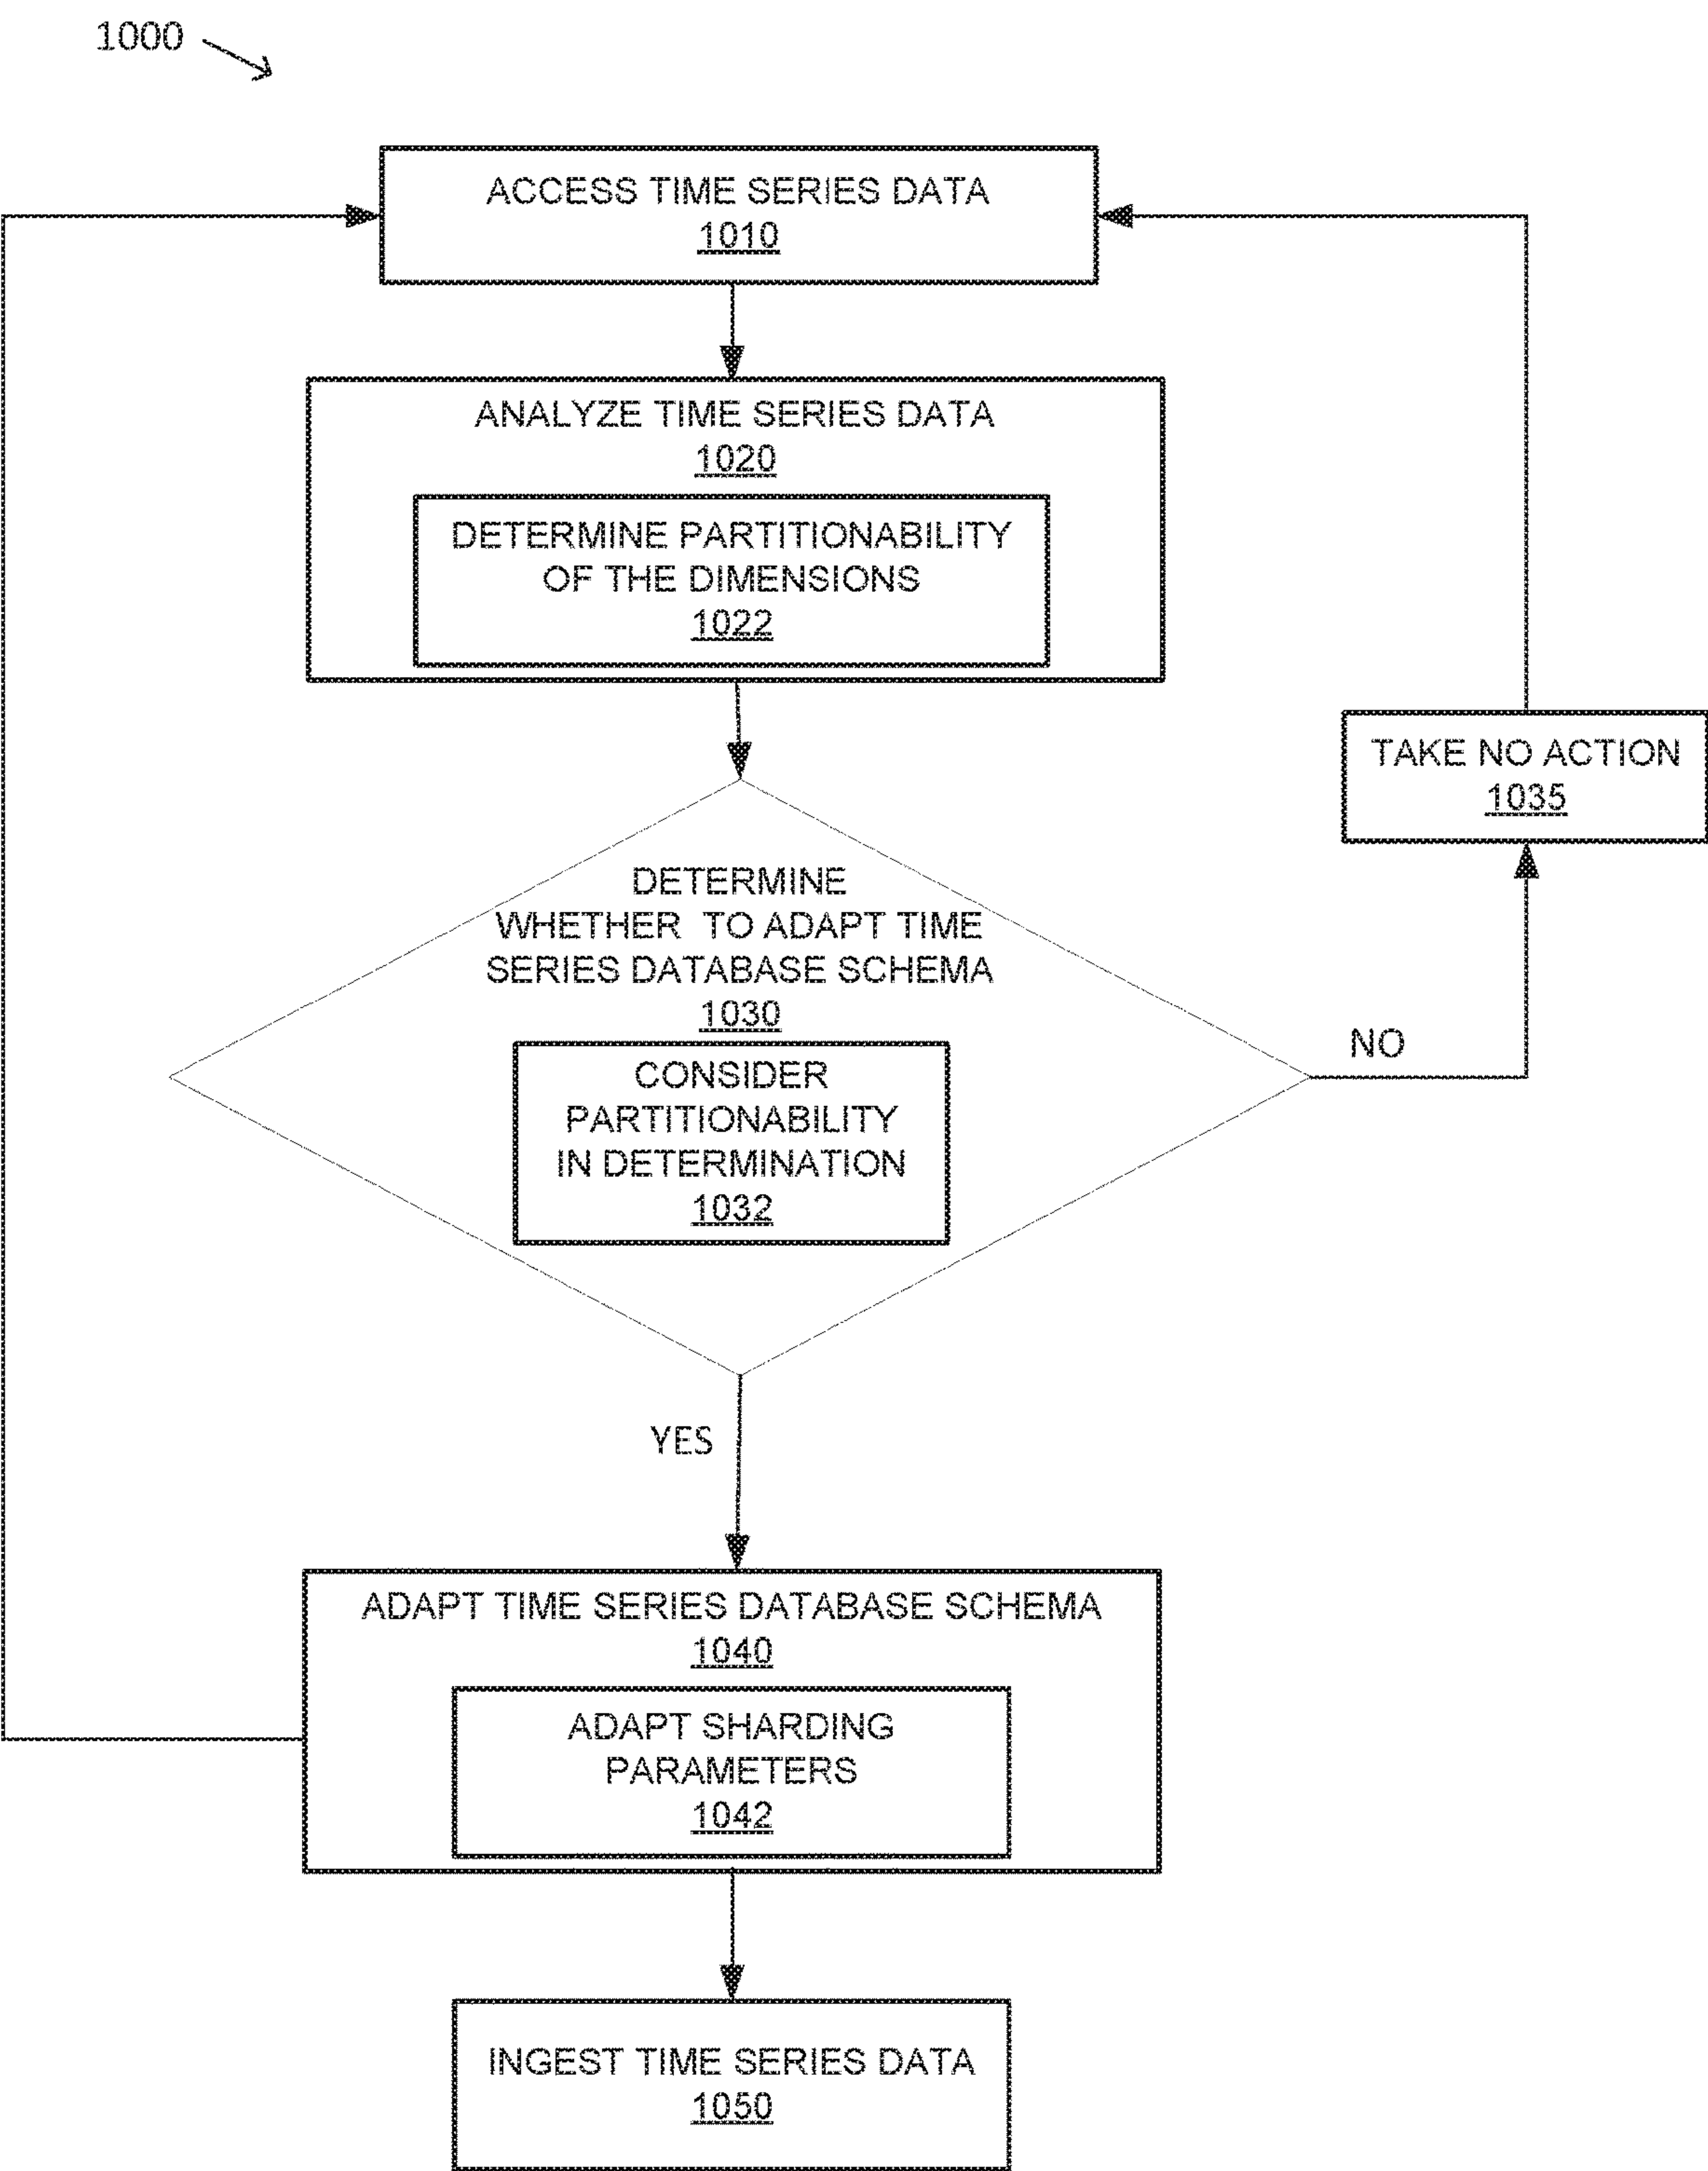 1000
ACCESS TIME SERIES DATA
1010
ANALYZE TIME SERIES DATA
1020
DETERMINE PARTITIONABILITY
OF THE DIMENSIONS
1022
TAKE NO ACTION
1035
DETERMINE
WHETHER TO ADAPT TIME
SERIES DATABASE SCHEMA
1030
NO
CONSIDER
PARTITIONABILITY
IN DETERMINATION
1032
YES
ADAPT TIME SERIES DATABASE SCHEMA
1040
ADAPT SHARDING
PARAMETERS
1042
INGEST TIME SERIES DATA
1050